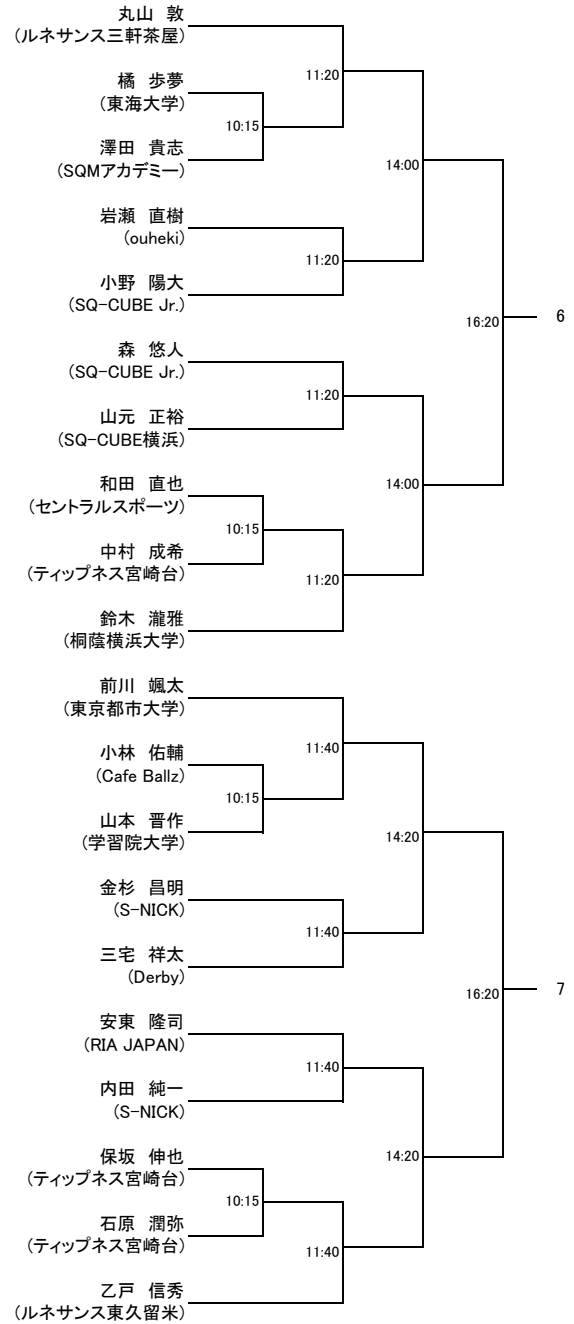 丸山　敦
(ルネサンス三軒茶屋)
11:20
橘　歩夢
(東海大学)
10:15
澤田　貴志
(SQMアカデミー)
14:00
岩瀬　直樹
(ouheki)
11:20
小野　陽大
(SQ-CUBE Jr.)
16:20
6
森　悠人
(SQ-CUBE Jr.)
11:20
山元　正裕
(SQ-CUBE横浜)
14:00
和田　直也
(セントラルスポーツ)
10:15
中村　成希
(ティップネス宮崎台)
11:20
鈴木　瀧雅
(桐蔭横浜大学)
前川　颯太
(東京都市大学)
11:40
小林　佑輔
(Cafe Ballz)
10:15
山本　晋作
(学習院大学)
14:20
金杉　昌明
(S-NICK)
11:40
三宅　祥太
(Derby)
16:20
7
安東　隆司
(RIA JAPAN)
11:40
内田　純一
(S-NICK)
14:20
保坂　伸也
(ティップネス宮崎台)
10:15
石原　潤弥
(ティップネス宮崎台)
11:40
乙戸　信秀
(ルネサンス東久留米)